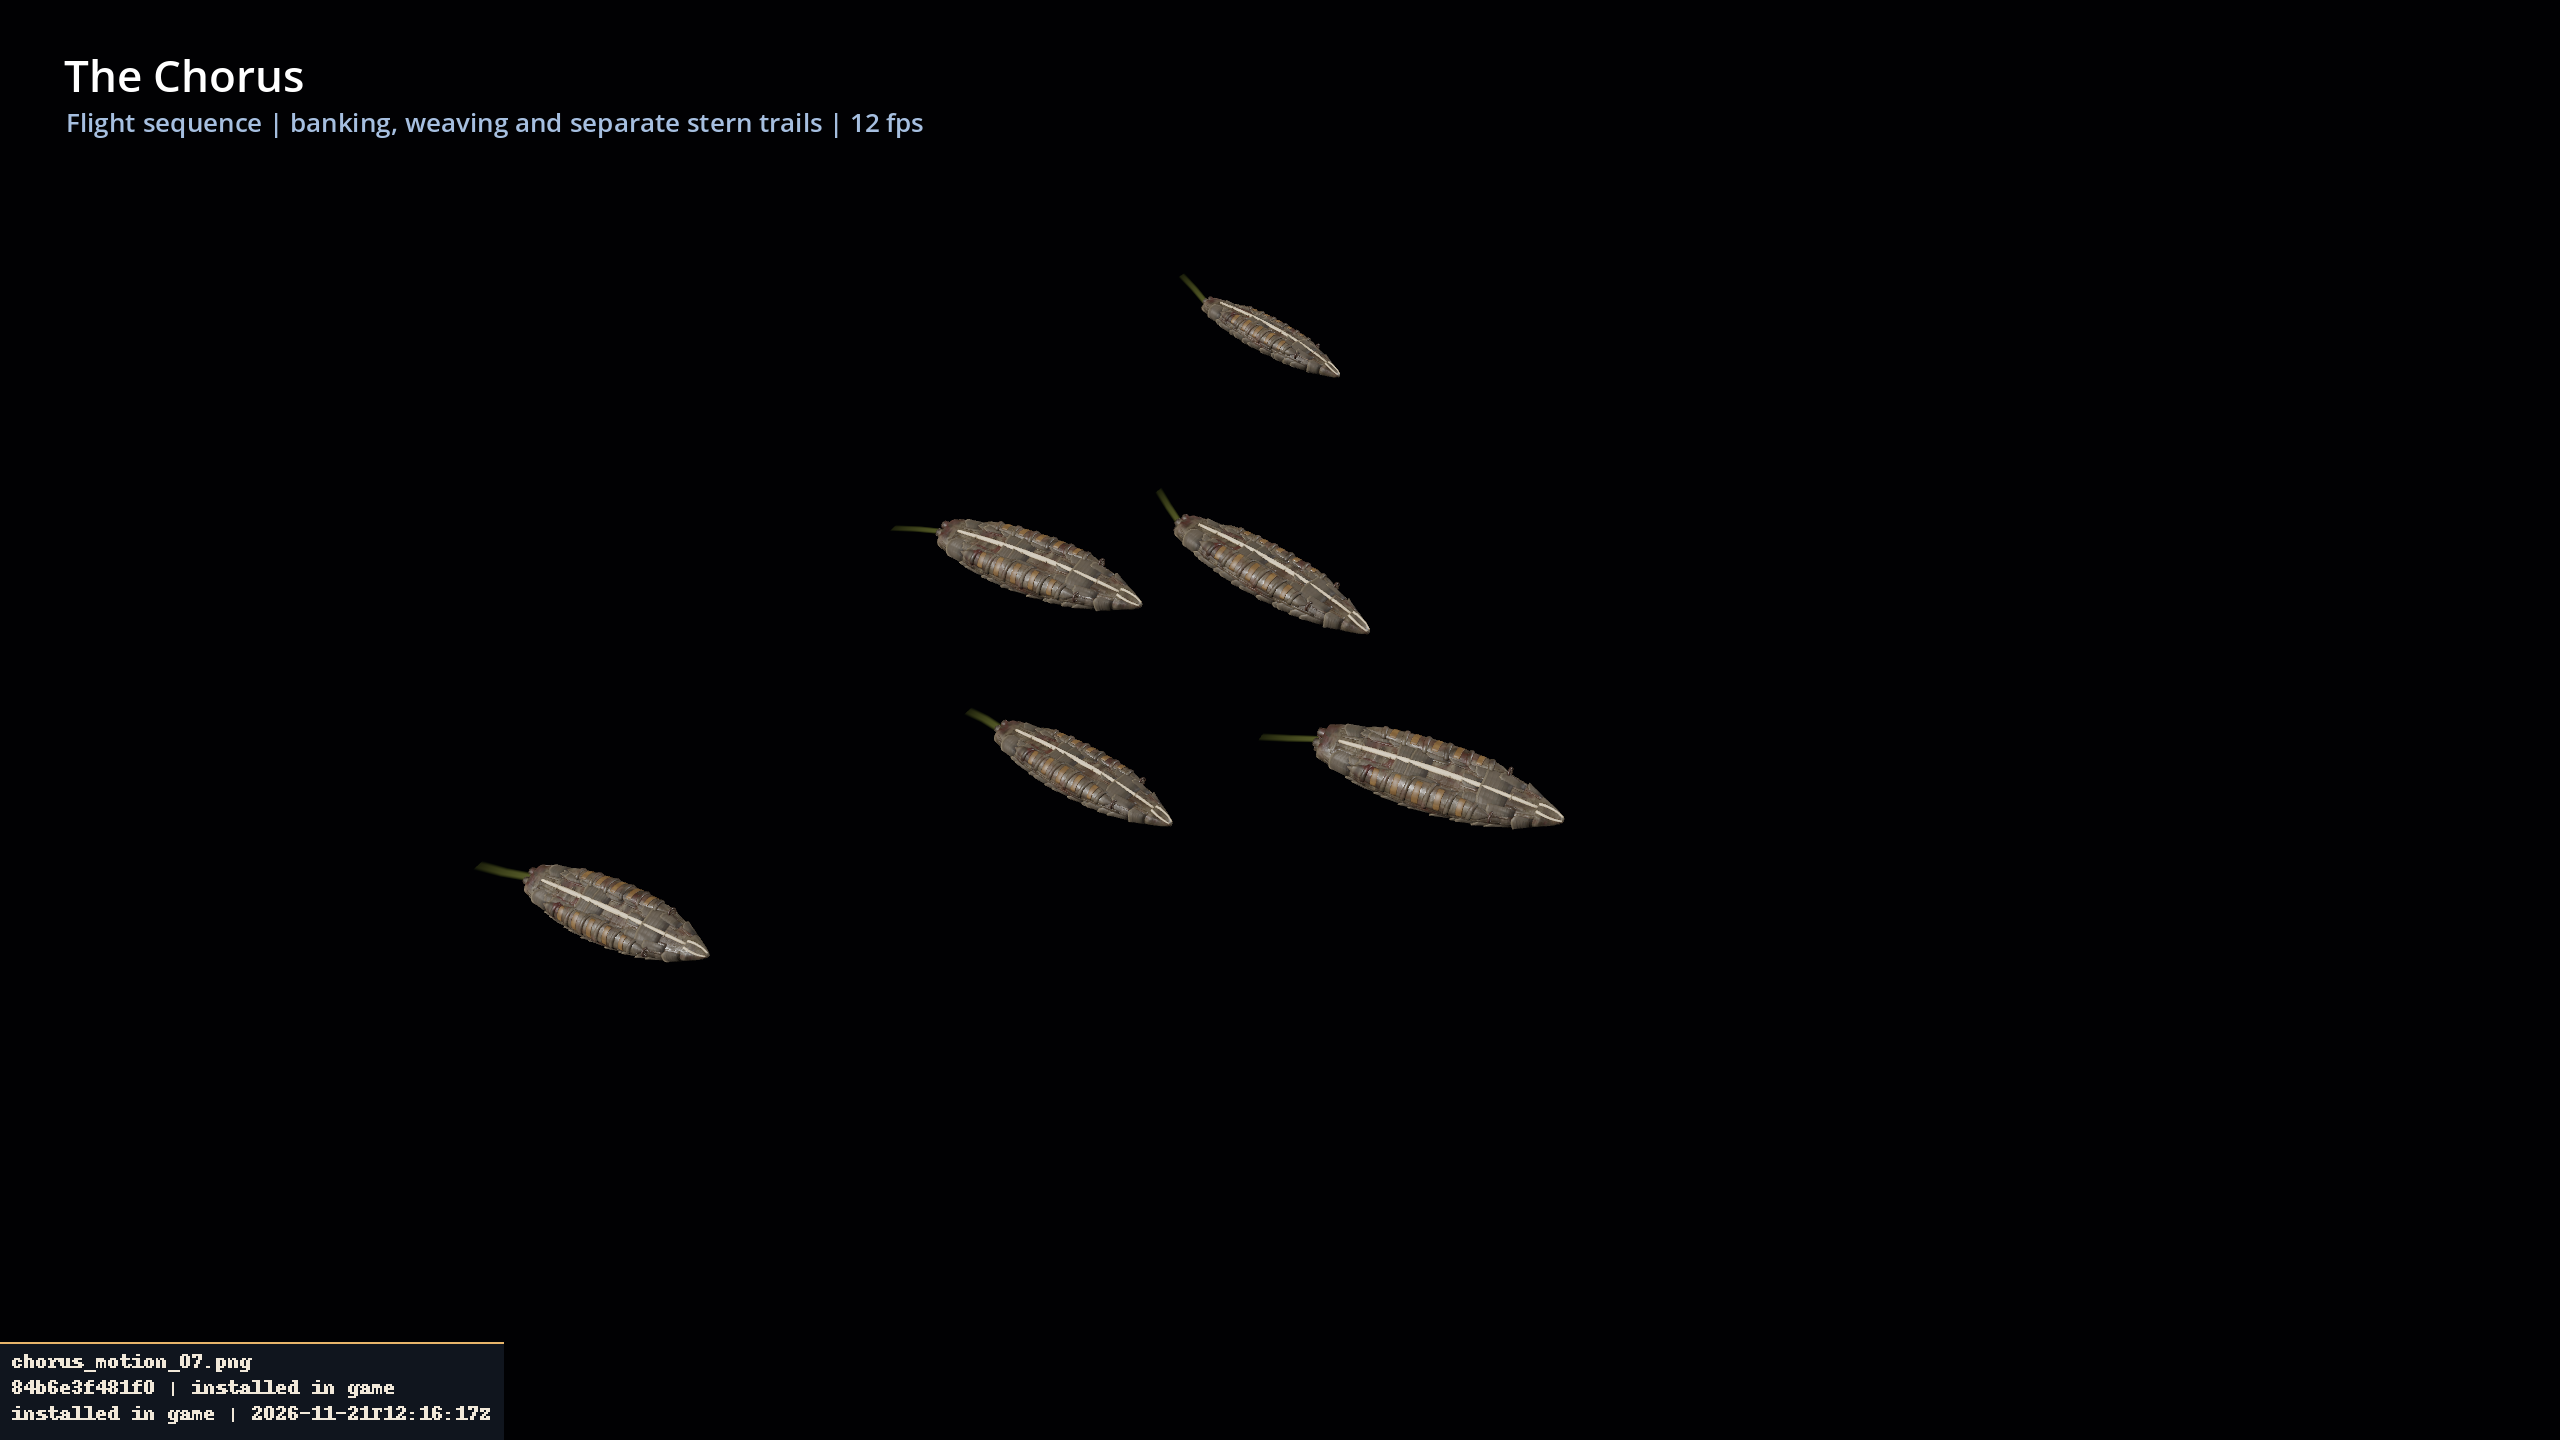 The Chorus
Flight sequence | banking, weaving and separate stern trails | 12 fps
chorus_motion_07.png
84b6e3f481f0 | installed in game
installed in game | 2026-11-21T12:16:17Z